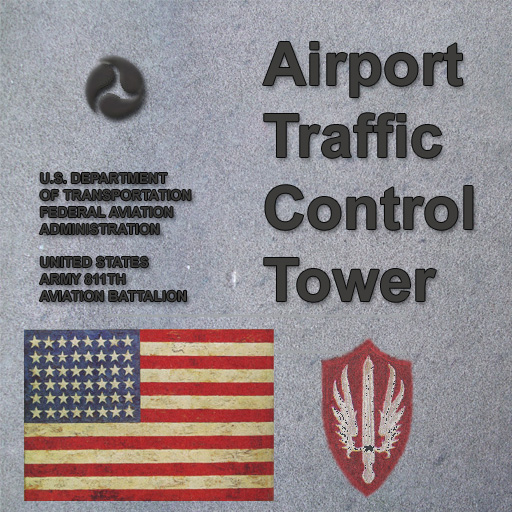 Airport
Traffic
Control
Tower
U.S. DEPARTMENT
OF TRANSPORTATION
FEDERAL AVIATION
ADMINISTRATION
UNITED STATES
ARMY 811TH
AVIATION BATTALION